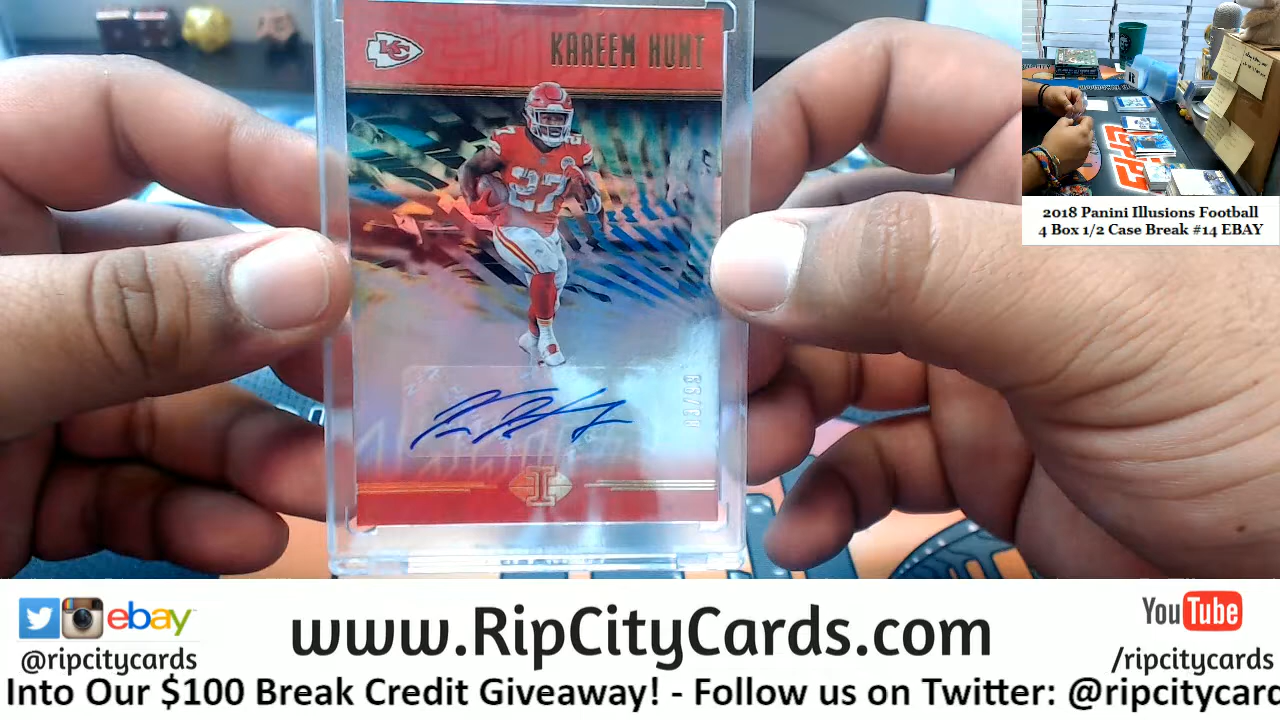 KC
KAREEM HUNT
27
I
2018 Panini Illusions Football
4 Box 1/2 Case Break #14 EBAY
ebay
@ripcitycards
www.RipCityCards.com
YouTube
/ripcitycards
Into Our $100 Break Credit Giveaway! - Follow us on Twitter: @ripcitycard